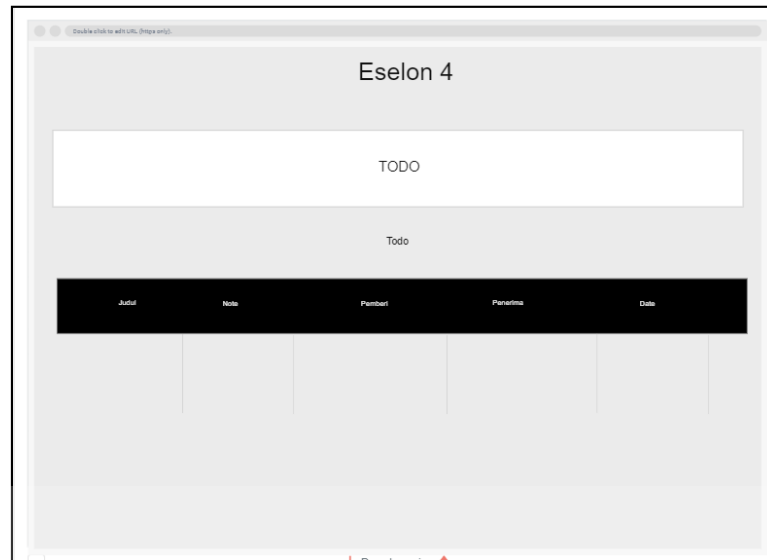 Double click to edit URL (https only).
Eselon 4
TODO
Todo
Judul Note Pemberi Penerima Date